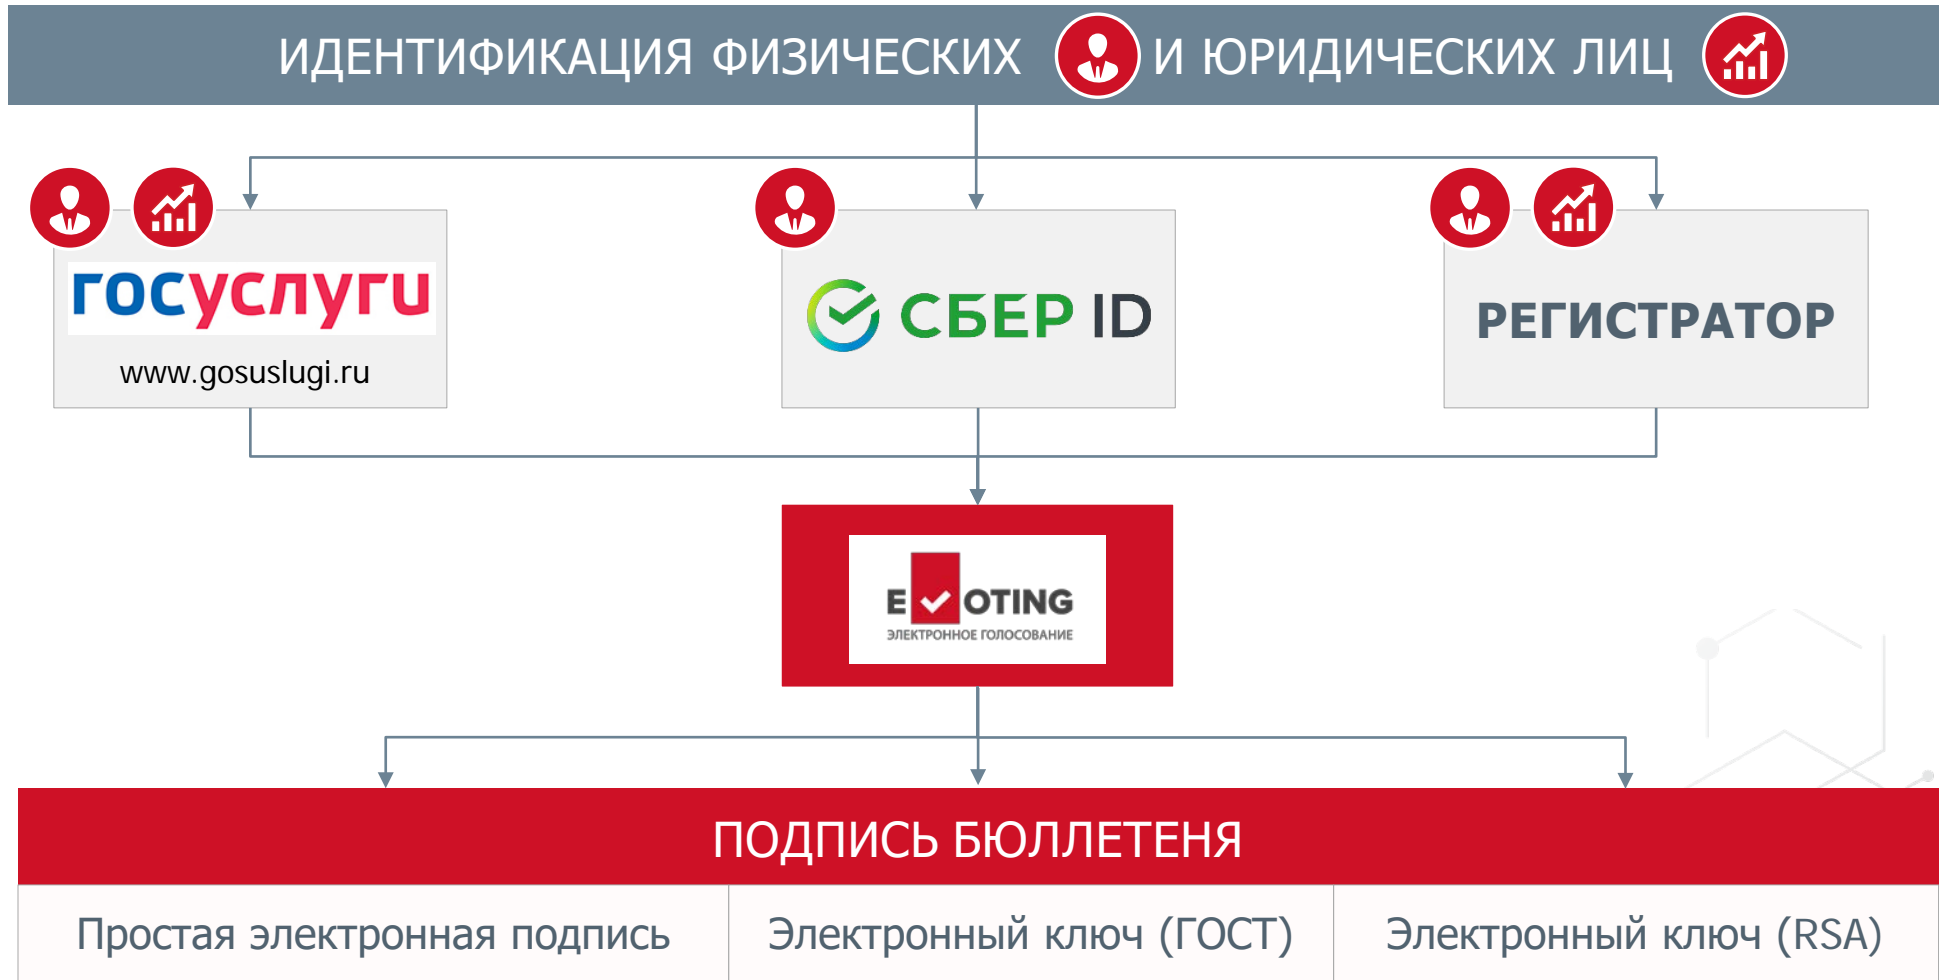 ИДЕНТИФИКАЦИЯ ФИЗИЧЕСКИХ И ЮРИДИЧЕСКИХ ЛИЦ
госуслуги
www.gosuslugi.ru
СБЕР ID
РЕГИСТРАТОР
E OTING
ЭЛЕКТРОННОЕ ГОЛОСОВАНИЕ
ПОДПИСЬ БЮЛЛЕТЕНЯ
Простая электронная подпись
Электронный ключ (ГОСТ)
Электронный ключ (RSA)